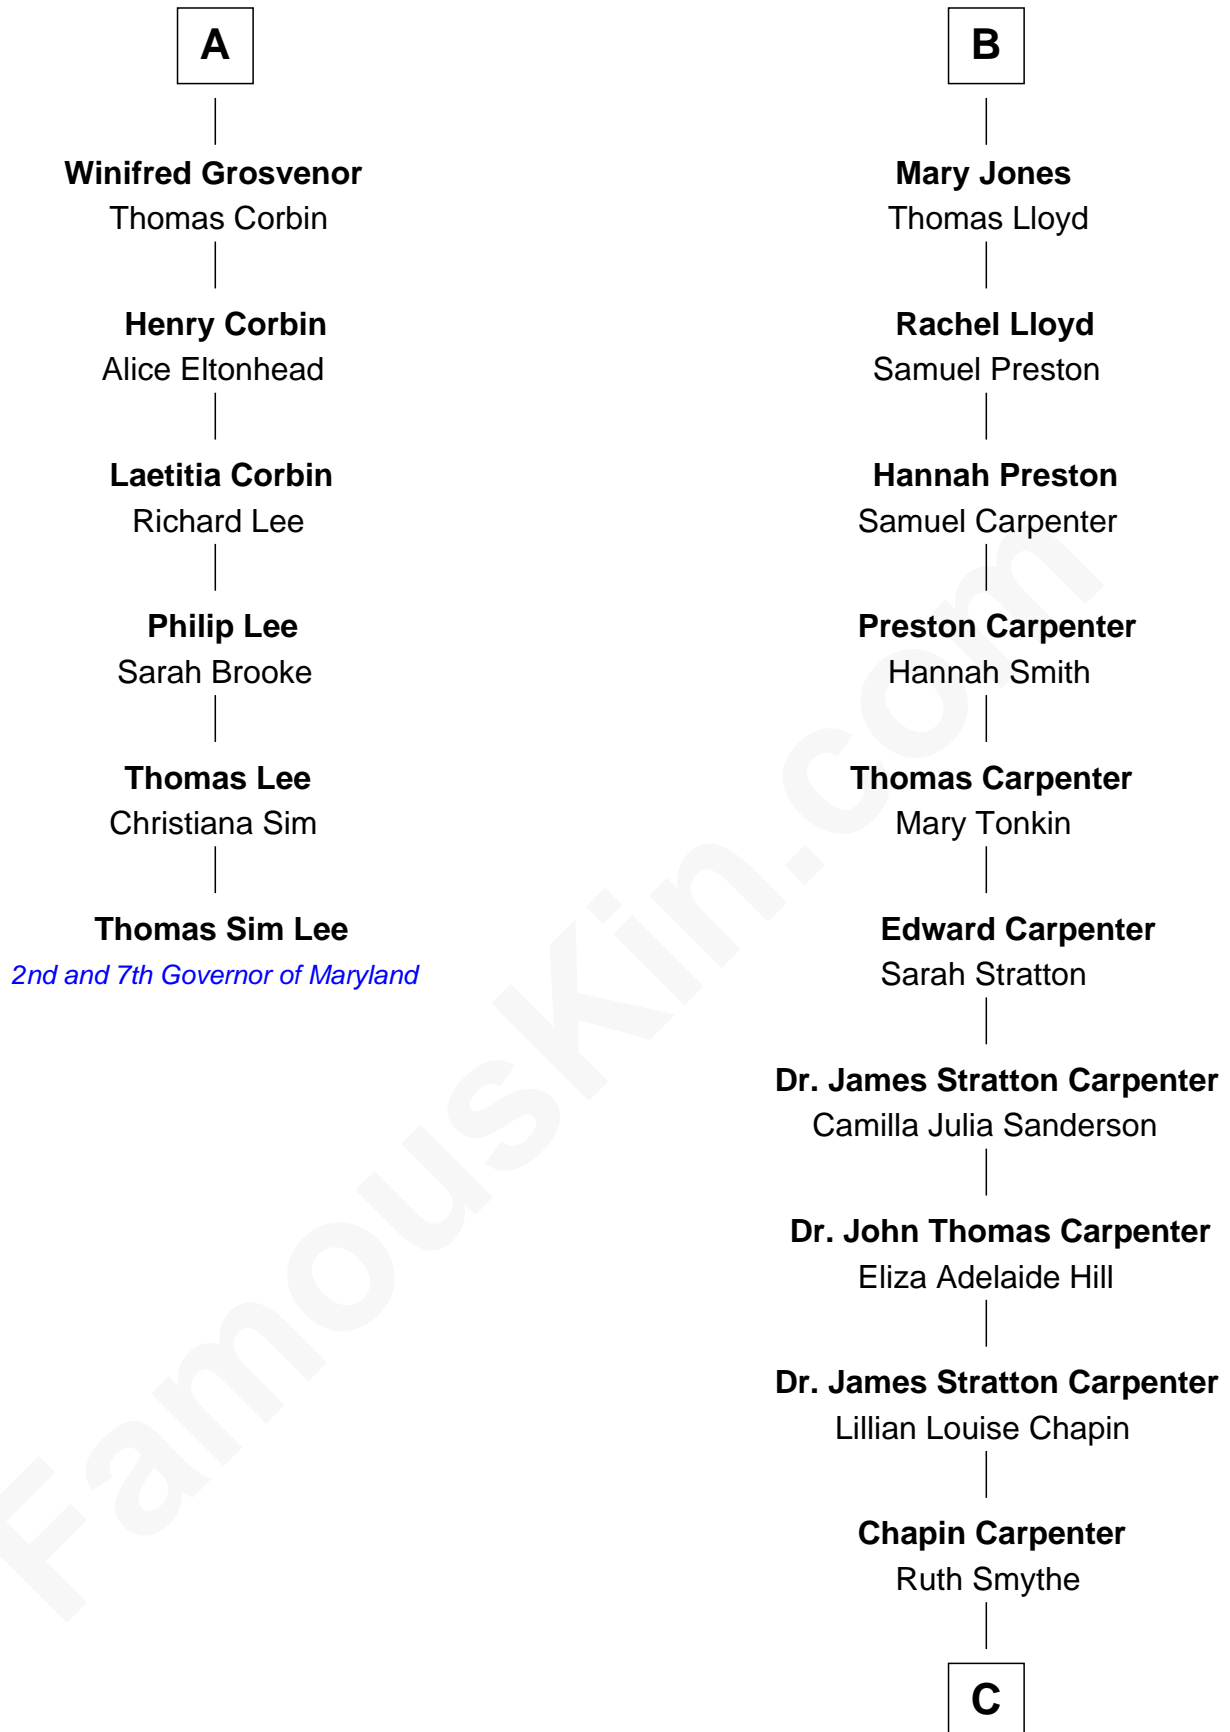 A
Winifred Grosvenor
Thomas Corbin
Henry Corbin
Alice Eltonhead
Laetitia Corbin
Richard Lee
Philip Lee
Sarah Brooke
Thomas Lee
Christiana Sim
Thomas Sim Lee
2nd and 7th Governor of Maryland
B
Mary Jones
Thomas Lloyd
Rachel Lloyd
Samuel Preston
Hannah Preston
Samuel Carpenter
Preston Carpenter
Hannah Smith
Thomas Carpenter
Mary Tonkin
Edward Carpenter
Sarah Stratton
Dr. James Stratton Carpenter
Camilla Julia Sanderson
Dr. John Thomas Carpenter
Eliza Adelaide Hill
Dr. James Stratton Carpenter
Lillian Louise Chapin
Chapin Carpenter
Ruth Smythe
C
FamousKin.com